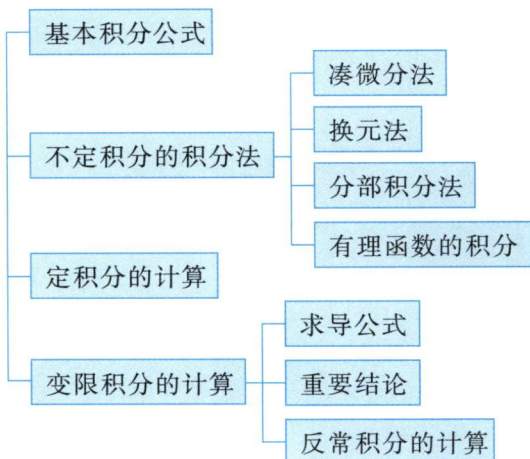 基本积分公式
不定积分的积分法
凑微分法
换元法
分部积分法
有理函数的积分
定积分的计算
变限积分的计算
求导公式
重要结论
反常积分的计算